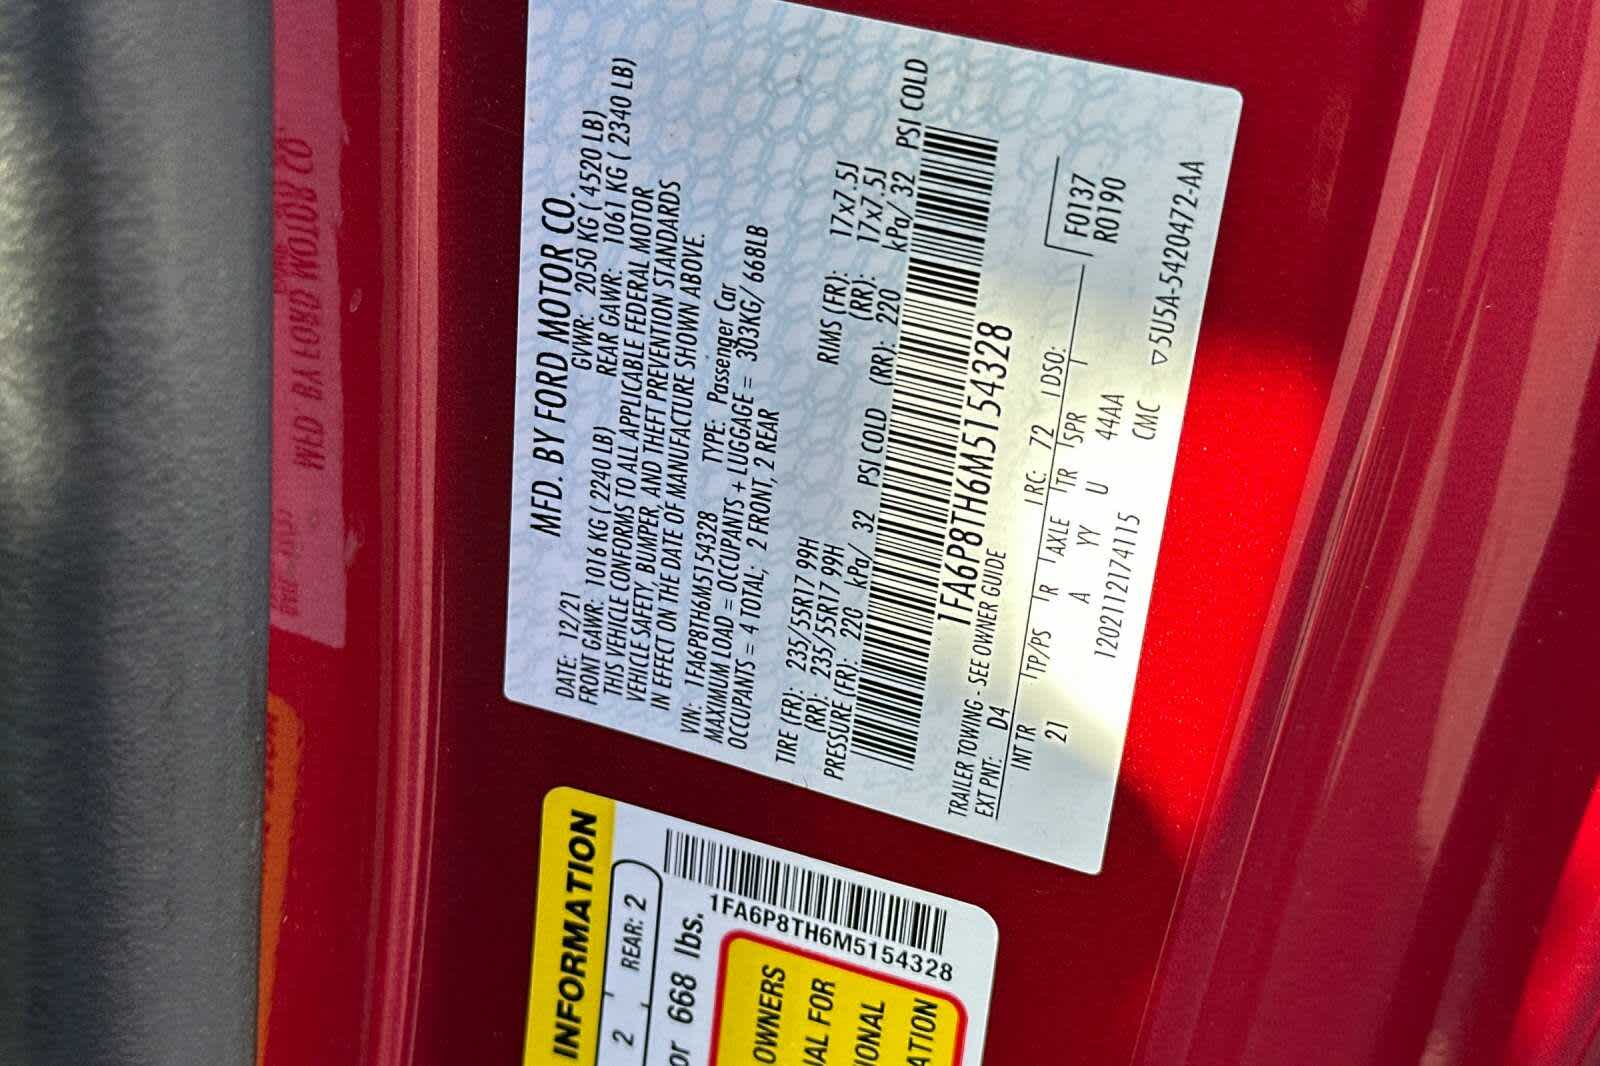 MFD. BY FORD MOTOR CO.
DATE: 12/21 GVWR: 2050 KG ( 4520 LB)
FRONT GAWR: 1016 KG ( 2240 LB) REAR GAWR: 1061 KG ( 2340 LB)
THIS VEHICLE CONFORMS TO ALL APPLICABLE FEDERAL MOTOR
VEHICLE SAFETY, BUMPER, AND THEFT PREVENTION STANDARDS
IN EFFECT ON THE DATE OF MANUFACTURE SHOWN ABOVE.
VIN: 1FA6P8TH6M5154328 TYPE: Passenger Car
MAXIMUM LOAD = OCCUPANTS + LUGGAGE = 303KG/ 668LB
OCCUPANTS = 4 TOTAL; 2 FRONT, 2 REAR
TIRE (FR): 235/55R17 99H RIMS (FR): 17x7.5J
(RR): 235/55R17 99H (RR): 17x7.5J
PRESSURE (FR): 220 kPa/ 32 PSI COLD (RR): 220 kPa/ 32 PSI COLD
1FA6P8TH6M5154328
TRAILER TOWING - SEE OWNER GUIDE
EXT PNT: D4 RC: 72 DSO: F0137
R0190
INT TR TP/PS R AXLE TR SPR
21 A YY U 44AA
1202112174115 CMC ▽5U5A-5420472-AA
INFORMATION
2 REAR: 2
or 668 lbs.
1FA6P8TH6M5154328
OWNERS
UAL FOR
IONAL
ATION
MFD BY FORD MOTOR CO.